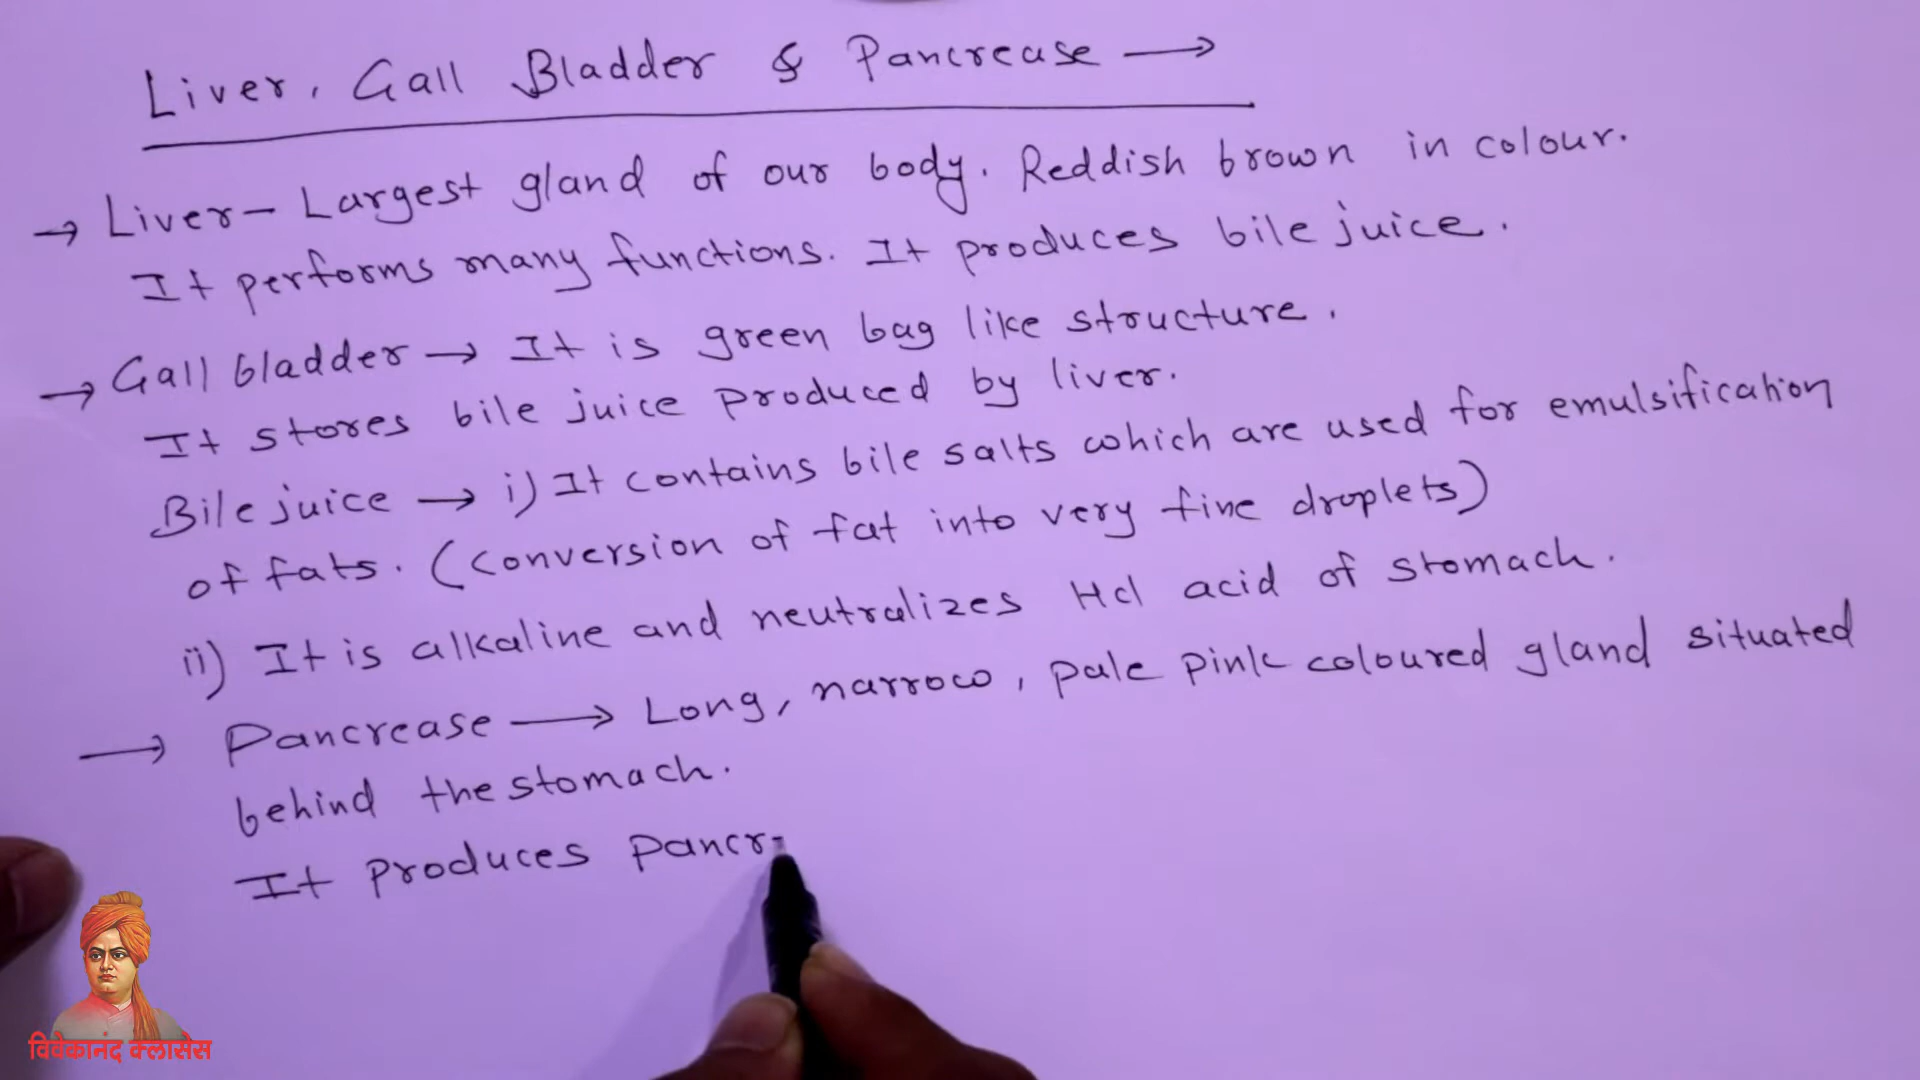 Liver, Gall Bladder & Pancrease →
→ Liver - Largest gland of our body. Reddish brown in colour.
It performs many functions. It produces bile juice.
→ Gall bladder → It is green bag like structure.
It stores bile juice produced by liver.
Bile juice → i) It contains bile salts which are used for emulsification
of fats. (Conversion of fat into very fine droplets)
ii) It is alkaline and neutralizes Hcl acid of stomach.
→ Pancrease → Long, narrow, pale pink coloured gland situated
behind the stomach.
It produces pancr
विवेकानंद क्लासेस